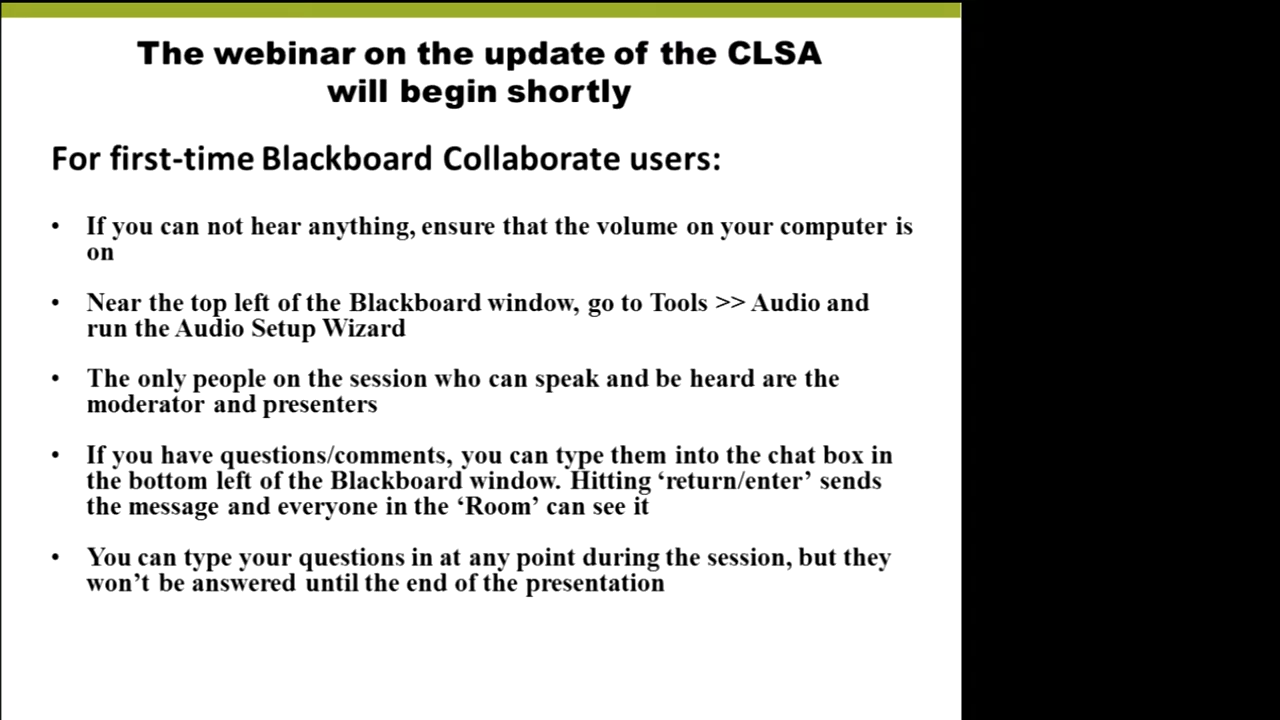 The webinar on the update of the CLSA
will begin shortly
For first-time Blackboard Collaborate users:
• If you can not hear anything, ensure that the volume on your computer is
on
• Near the top left of the Blackboard window, go to Tools >> Audio and
run the Audio Setup Wizard
• The only people on the session who can speak and be heard are the
moderator and presenters
• If you have questions/comments, you can type them into the chat box in
the bottom left of the Blackboard window. Hitting ‘return/enter’ sends
the message and everyone in the ‘Room’ can see it
• You can type your questions in at any point during the session, but they
won’t be answered until the end of the presentation